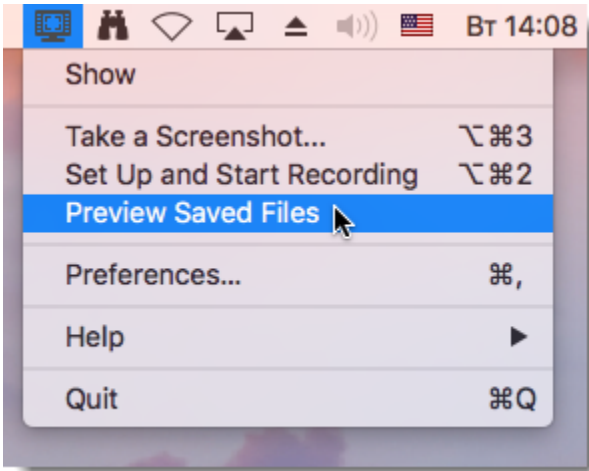 Вт 14:08
Show
Take a Screenshot... ⌥⌘3
Set Up and Start Recording ⌥⌘2
Preview Saved Files
Preferences... ⌘,
Help ▶
Quit ⌘Q